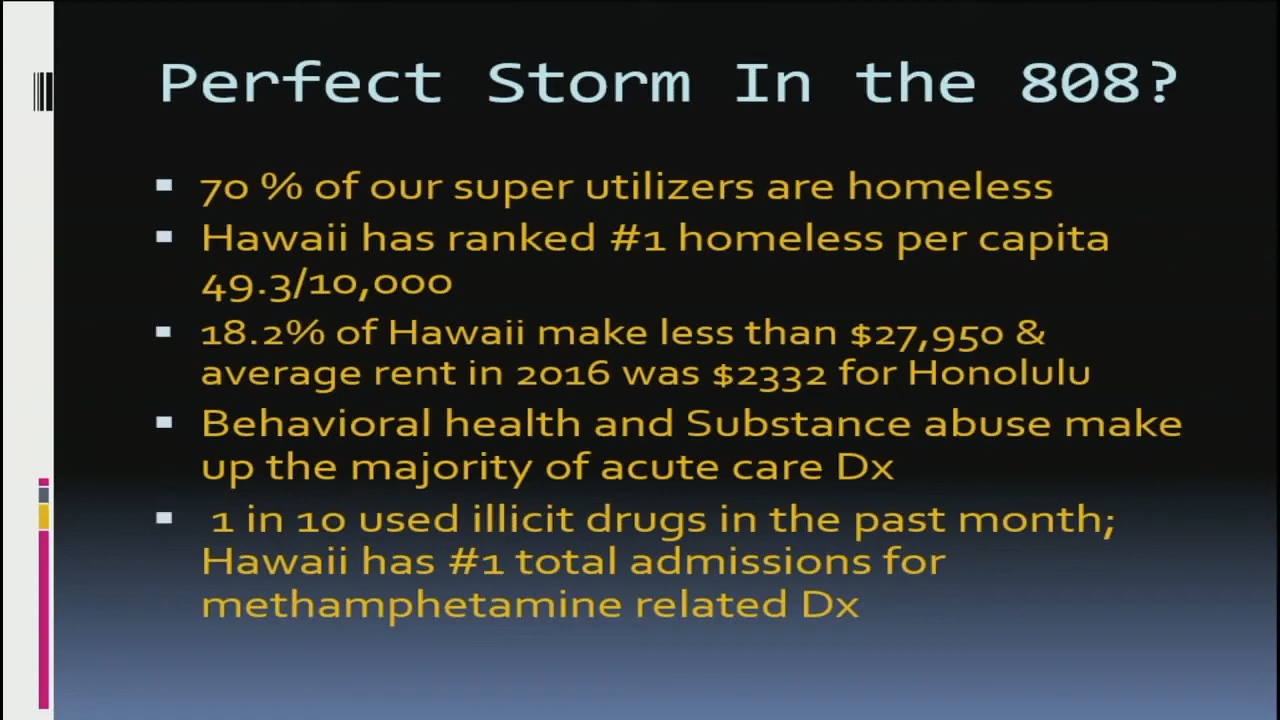 Perfect Storm In the 808?
▪ 70 % of our super utilizers are homeless
▪ Hawaii has ranked #1 homeless per capita
49.3/10,000
▪ 18.2% of Hawaii make less than $27,950 &
average rent in 2016 was $2332 for Honolulu
▪ Behavioral health and Substance abuse make
up the majority of acute care Dx
▪ 1 in 10 used illicit drugs in the past month;
Hawaii has #1 total admissions for
methamphetamine related Dx